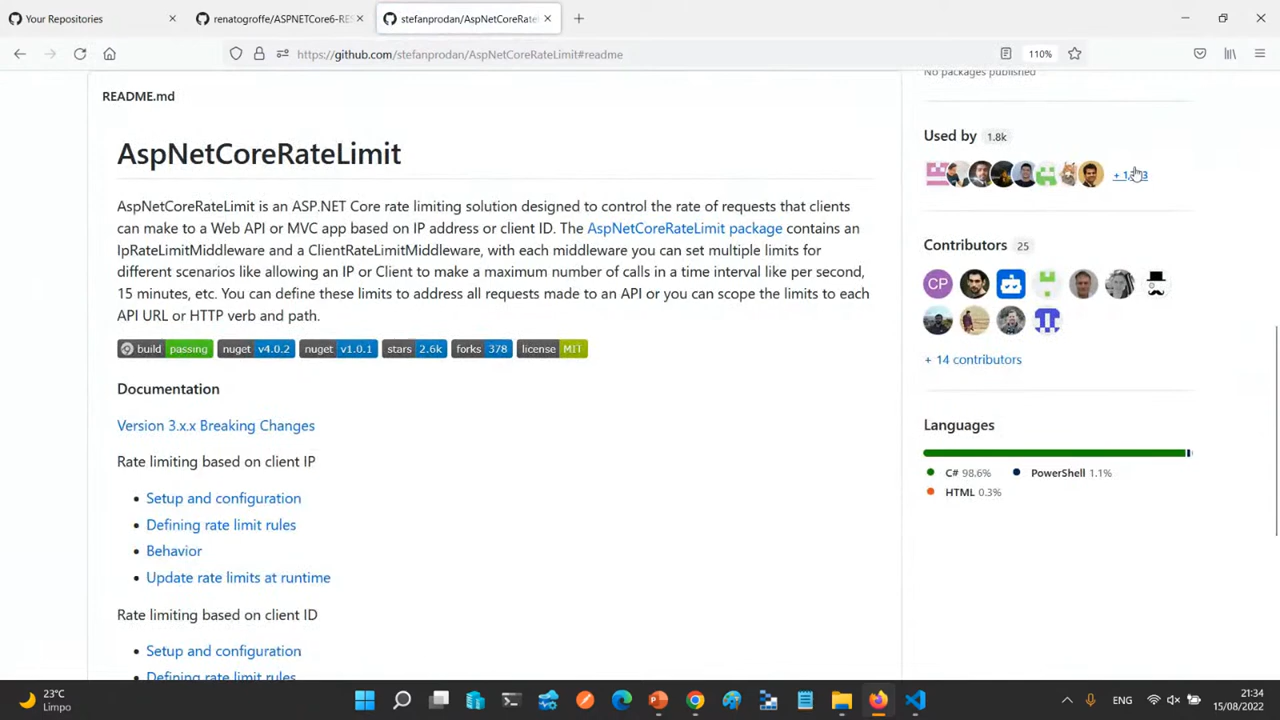 Your Repositories
renatogroffe/ASPNETCore6-RES
stefanprodan/AspNetCoreRateLimit
https://github.com/stefanprodan/AspNetCoreRateLimit#readme
110%
No packages published
README.md
Used by 1.8k
AspNetCoreRateLimit
AspNetCoreRateLimit is an ASP.NET Core rate limiting solution designed to control the rate of requests that clients
can make to a Web API or MVC app based on IP address or client ID. The AspNetCoreRateLimit package contains an
IpRateLimitMiddleware and a ClientRateLimitMiddleware, with each middleware you can set multiple limits for
different scenarios like allowing an IP or Client to make a maximum number of calls in a time interval like per second,
15 minutes, etc. You can define these limits to address all requests made to an API or you can scope the limits to each
API URL or HTTP verb and path.
build passing nuget v4.0.2 nuget v1.0.1 stars 2.6k forks 378 license MIT
Documentation
Version 3.x.x Breaking Changes
Rate limiting based on client IP
Setup and configuration
Defining rate limit rules
Behavior
Update rate limits at runtime
Rate limiting based on client ID
Setup and configuration
Defining rate limit rules
Contributors 25
CP
+ 14 contributors
Languages
C# 98.6% PowerShell 1.1%
HTML 0.3%
23°C
Limpo
ENG
21:34
15/08/2022